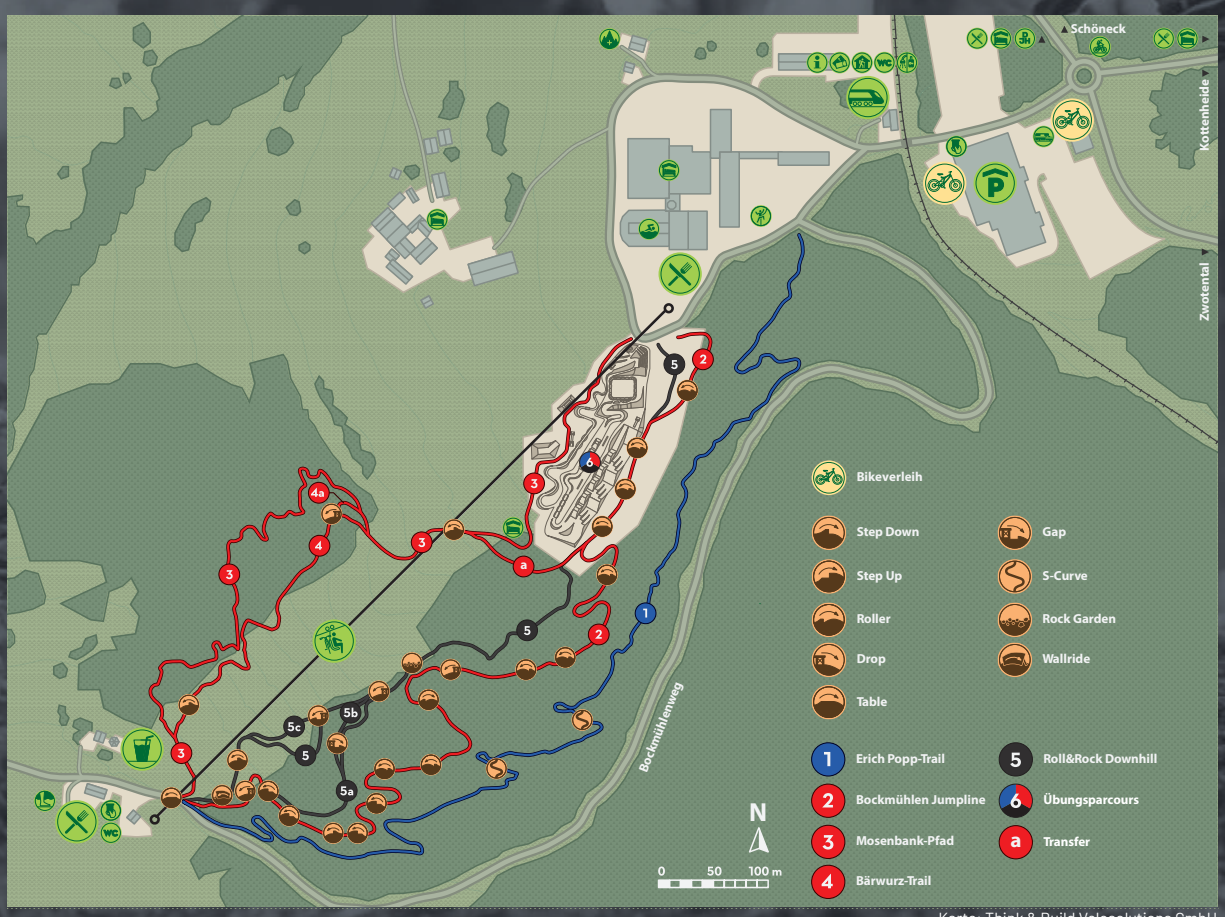 Schöneck
i
WC
DJH
Kottenheide
P
Zwotental
5
2
6
3
4a
4
3
3
a
1
5
2
5b
5c
5
5a
3
WC
Bockmühlenweg
Bikeverleih
Step Down
Gap
Step Up
S-Curve
Roller
Rock Garden
Drop
Wallride
Table
1 Erich Popp-Trail
5 Roll&Rock Downhill
2 Bockmühlen Jumpline
6 Übungsparcours
3 Mosenbank-Pfad
a Transfer
4 Bärwurz-Trail
N
0 50 100 m